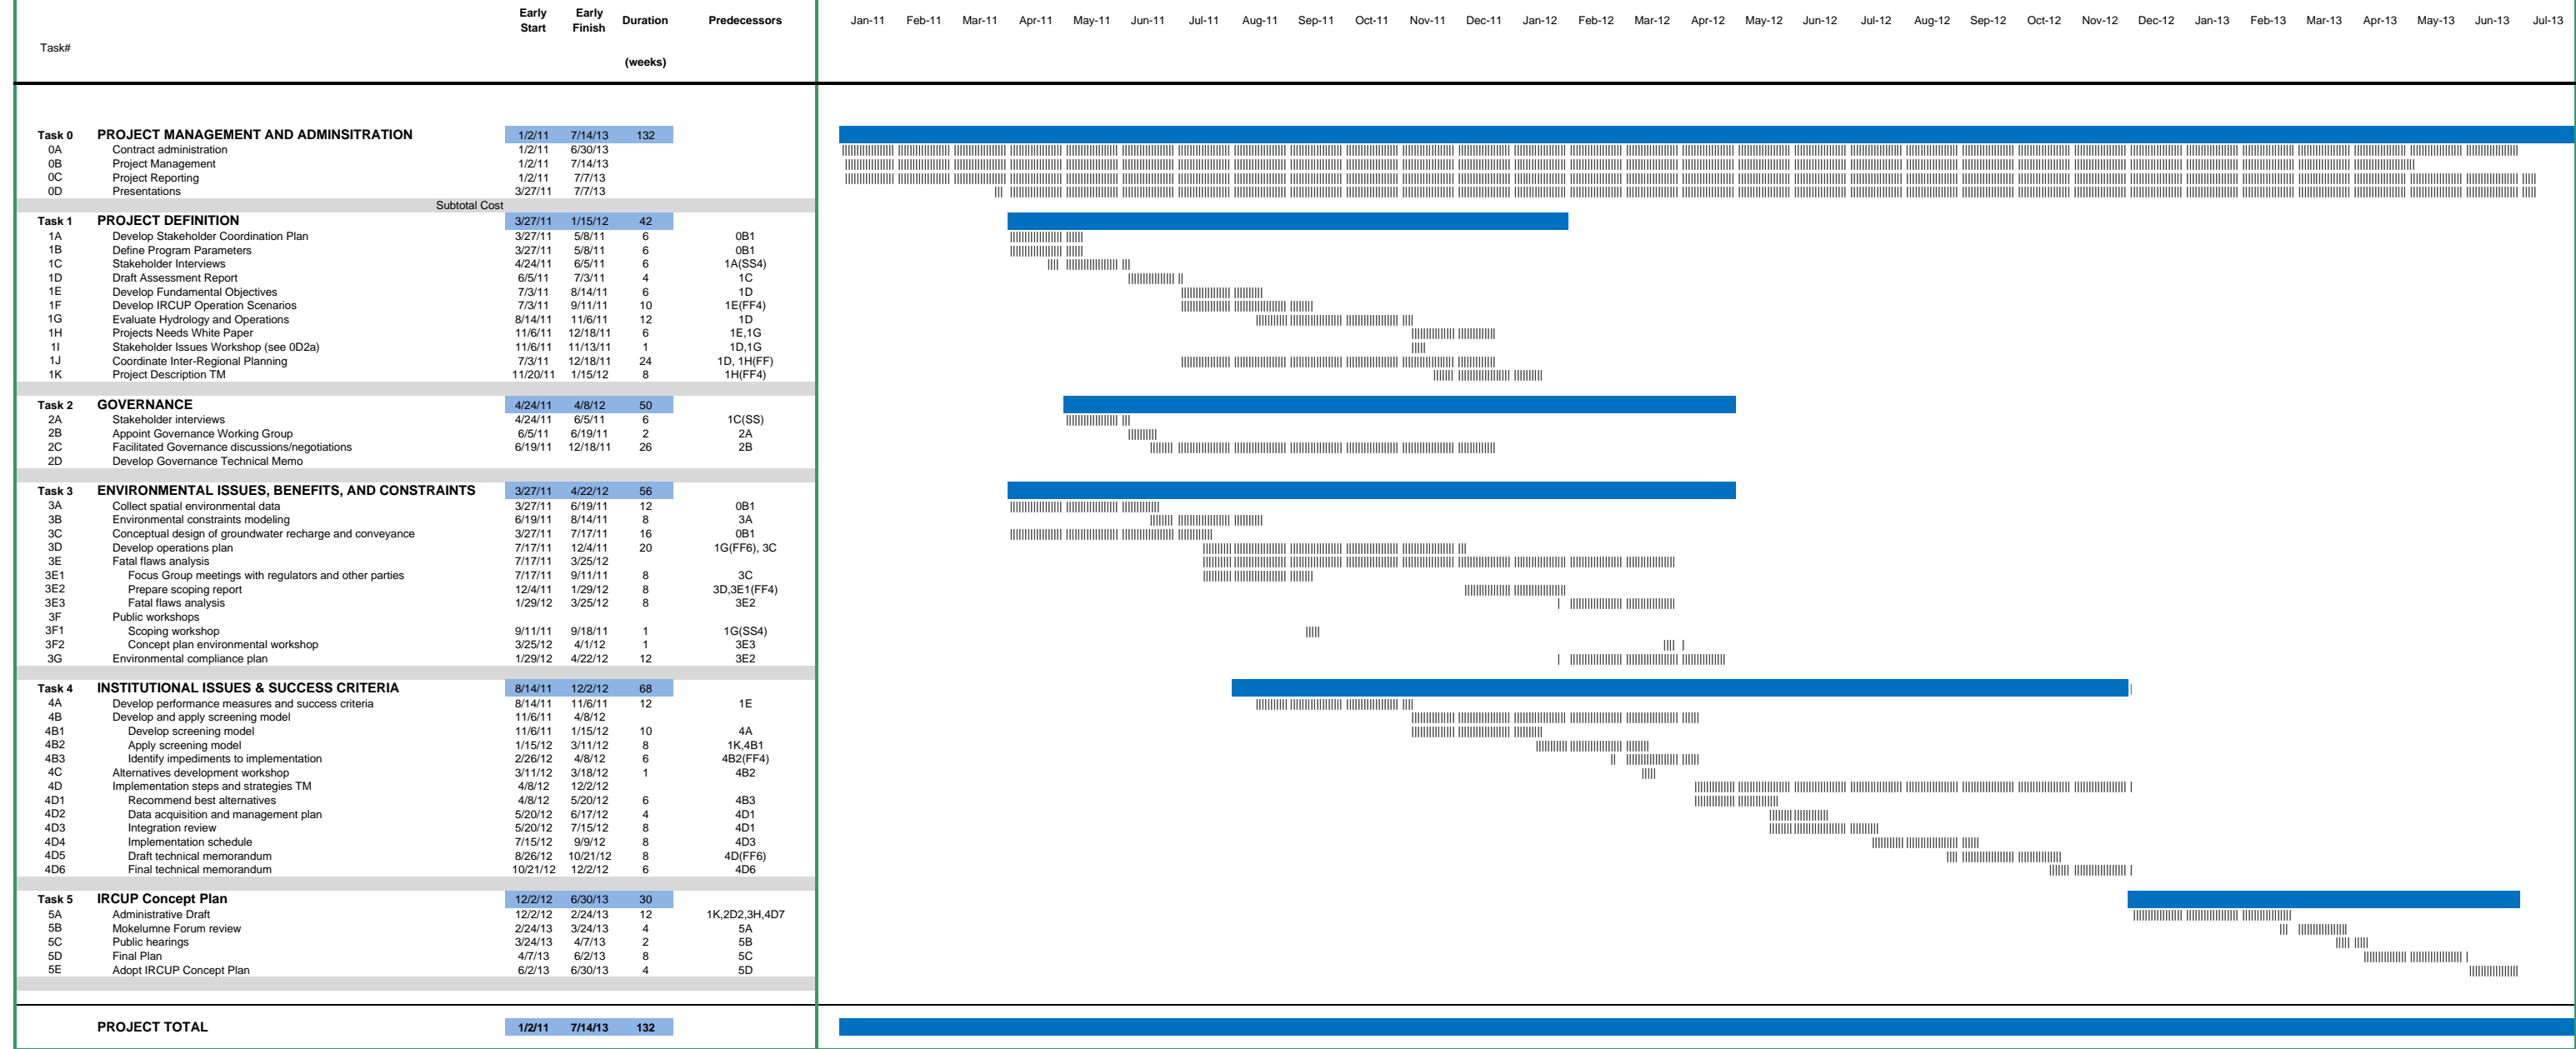 Early Start Early Finish Duration Predecessors Jan-11 Feb-11 Mar-11 Apr-11 May-11 Jun-11 Jul-11 Aug-11 Sep-11 Oct-11 Nov-11 Dec-11 Jan-12 Feb-12 Mar-12 Apr-12 May-12 Jun-12 Jul-12 Aug-12 Sep-12 Oct-12 Nov-12 Dec-12 Jan-13 Feb-13 Mar-13 Apr-13 May-13 Jun-13 Jul-13
Task#
(weeks)
Task 0 PROJECT MANAGEMENT AND ADMINSITRATION 1/2/11 7/14/13 132
0A Contract administration 1/2/11 6/30/13
0B Project Management 1/2/11 7/14/13
0C Project Reporting 1/2/11 7/7/13
0D Presentations 3/27/11 7/7/13
Subtotal Cost
Task 1 PROJECT DEFINITION 3/27/11 1/15/12 42
1A Develop Stakeholder Coordination Plan 3/27/11 5/8/11 6 0B1
1B Define Program Parameters 3/27/11 5/8/11 6 0B1
1C Stakeholder Interviews 4/24/11 6/5/11 6 1A(SS4)
1D Draft Assessment Report 6/5/11 7/3/11 4 1C
1E Develop Fundamental Objectives 7/3/11 8/14/11 6 1D
1F Develop IRCUP Operation Scenarios 7/3/11 9/11/11 10 1E(FF4)
1G Evaluate Hydrology and Operations 8/14/11 11/6/11 12 1D
1H Projects Needs White Paper 11/6/11 12/18/11 6 1E,1G
1I Stakeholder Issues Workshop (see 0D2a) 11/6/11 11/13/11 1 1D,1G
1J Coordinate Inter-Regional Planning 7/3/11 12/18/11 24 1D, 1H(FF)
1K Project Description TM 11/20/11 1/15/12 8 1H(FF4)
Task 2 GOVERNANCE 4/24/11 4/8/12 50
2A Stakeholder interviews 4/24/11 6/5/11 6 1C(SS)
2B Appoint Governance Working Group 6/5/11 6/19/11 2 2A
2C Facilitated Governance discussions/negotiations 6/19/11 12/18/11 26 2B
2D Develop Governance Technical Memo
Task 3 ENVIRONMENTAL ISSUES, BENEFITS, AND CONSTRAINTS 3/27/11 4/22/12 56
3A Collect spatial environmental data 3/27/11 6/19/11 12 0B1
3B Environmental constraints modeling 6/19/11 8/14/11 8 3A
3C Conceptual design of groundwater recharge and conveyance 3/27/11 7/17/11 16 0B1
3D Develop operations plan 7/17/11 12/4/11 20 1G(FF6), 3C
3E Fatal flaws analysis 7/17/11 3/25/12
3E1 Focus Group meetings with regulators and other parties 7/17/11 9/11/11 8 3C
3E2 Prepare scoping report 12/4/11 1/29/12 8 3D,3E1(FF4)
3E3 Fatal flaws analysis 1/29/12 3/25/12 8 3E2
3F Public workshops
3F1 Scoping workshop 9/11/11 9/18/11 1 1G(SS4)
3F2 Concept plan environmental workshop 3/25/12 4/1/12 1 3E3
3G Environmental compliance plan 1/29/12 4/22/12 12 3E2
Task 4 INSTITUTIONAL ISSUES & SUCCESS CRITERIA 8/14/11 12/2/12 68
4A Develop performance measures and success criteria 8/14/11 11/6/11 12 1E
4B Develop and apply screening model 11/6/11 4/8/12
4B1 Develop screening model 11/6/11 1/15/12 10 4A
4B2 Apply screening model 1/15/12 3/11/12 8 1K,4B1
4B3 Identify impediments to implementation 2/26/12 4/8/12 6 4B2(FF4)
4C Alternatives development workshop 3/11/12 3/18/12 1 4B2
4D Implementation steps and strategies TM 4/8/12 12/2/12
4D1 Recommend best alternatives 4/8/12 5/20/12 6 4B3
4D2 Data acquisition and management plan 5/20/12 6/17/12 4 4D1
4D3 Integration review 5/20/12 7/15/12 8 4D1
4D4 Implementation schedule 7/15/12 9/9/12 8 4D3
4D5 Draft technical memorandum 8/26/12 10/21/12 8 4D(FF6)
4D6 Final technical memorandum 10/21/12 12/2/12 6 4D6
Task 5 IRCUP Concept Plan 12/2/12 6/30/13 30
5A Administrative Draft 12/2/12 2/24/13 12 1K,2D2,3H,4D7
5B Mokelumne Forum review 2/24/13 3/24/13 4 5A
5C Public hearings 3/24/13 4/7/13 2 5B
5D Final Plan 4/7/13 6/2/13 8 5C
5E Adopt IRCUP Concept Plan 6/2/13 6/30/13 4 5D
PROJECT TOTAL 1/2/11 7/14/13 132